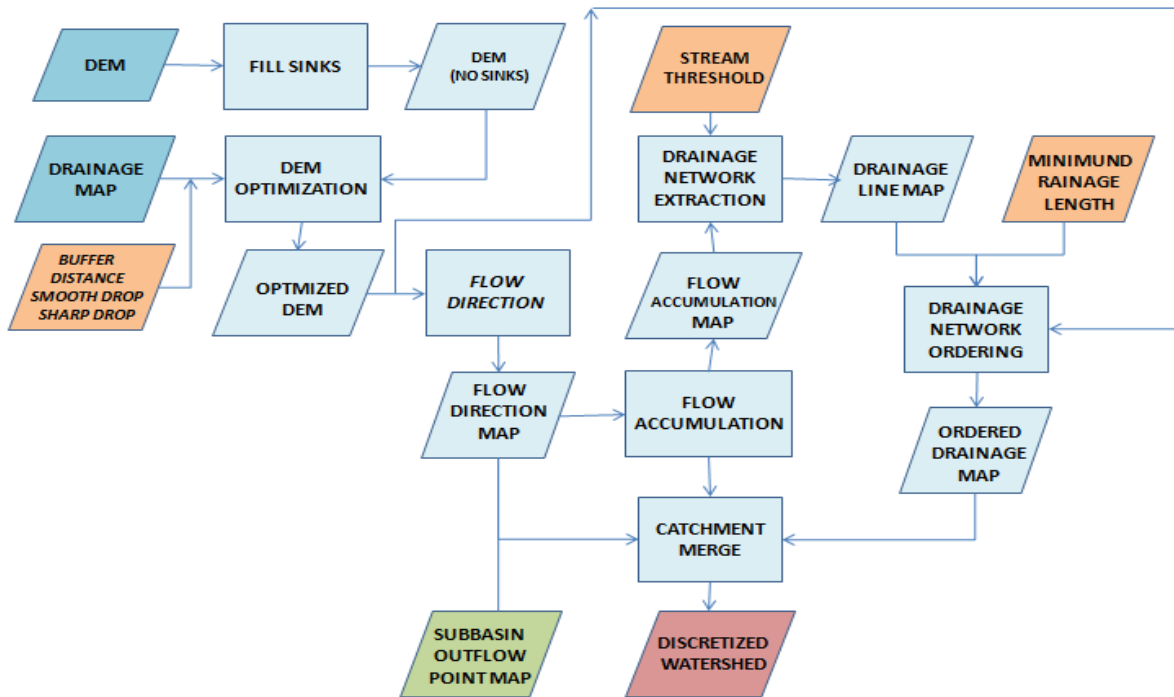 DEM
FILL SINKS
DEM
(NO SINKS)
STREAM
THRESHOLD
DRAINAGE
MAP
DEM
OPTIMIZATION
DRAINAGE
NETWORK
EXTRACTION
DRAINAGE
LINE MAP
MINIMUND
RAINAGE
LENGTH
BUFFER
DISTANCE
SMOOTH DROP
SHARP DROP
OPTMIZED
DEM
FLOW
DIRECTION
FLOW
ACCUMULATION
MAP
DRAINAGE
NETWORK
ORDERING
FLOW
DIRECTION
MAP
FLOW
ACCUMULATION
ORDERED
DRAINAGE
MAP
CATCHMENT
MERGE
SUBBASIN
OUTFLOW
POINT MAP
DISCRETIZED
WATERSHED